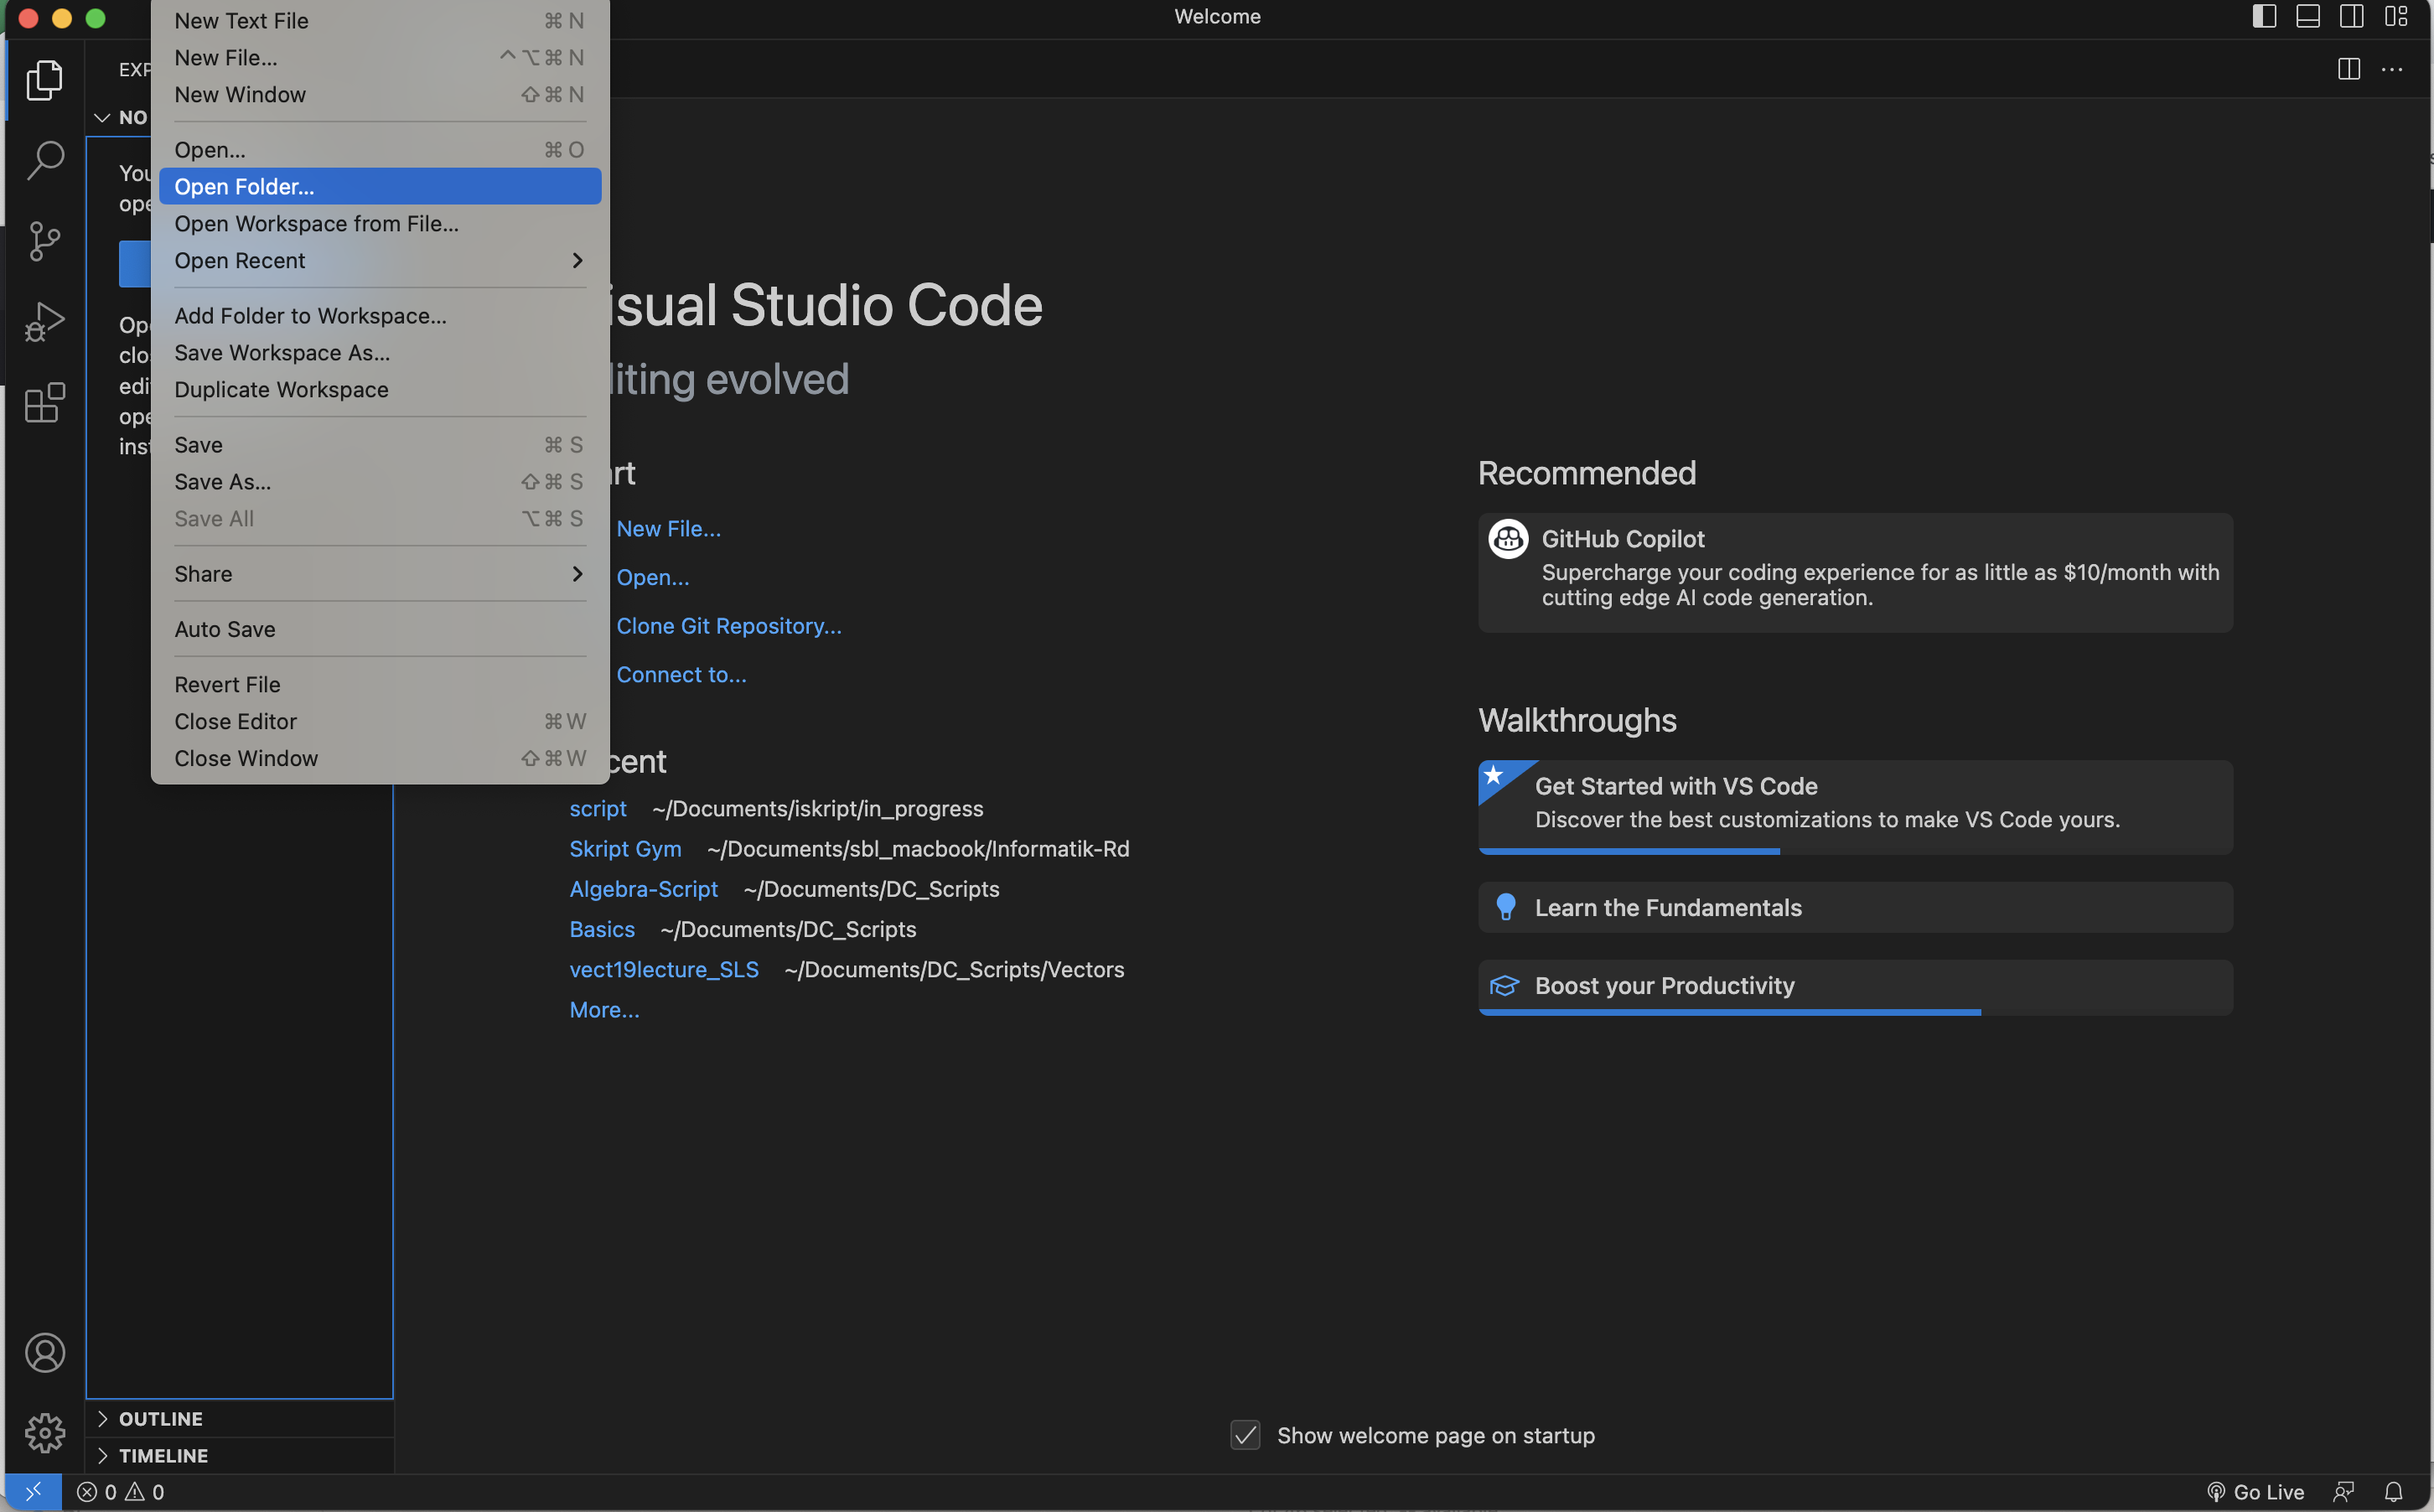 Welcome
New Text File ⌘ N
New File... ^⌥⌘ N
New Window ⇧⌘ N
Open... ⌘ O
Open Folder...
Open Workspace from File...
Open Recent
Add Folder to Workspace...
Save Workspace As...
Duplicate Workspace
Save ⌘ S
Save As... ⇧⌘ S
Save All ⌥⌘ S
Share
Auto Save
Revert File
Close Editor ⌘W
Close Window ⇧⌘W
EXP
NO
You
ope
Ope
clos
edit
ope
inst
OUTLINE
TIMELINE
isual Studio Code
iting evolved
rt
New File...
Open...
Clone Git Repository...
Connect to...
cent
script ~/Documents/iskript/in_progress
Skript Gym ~/Documents/sbl_macbook/Informatik-Rd
Algebra-Script ~/Documents/DC_Scripts
Basics ~/Documents/DC_Scripts
vect19lecture_SLS ~/Documents/DC_Scripts/Vectors
More...
Recommended
GitHub Copilot
Supercharge your coding experience for as little as $10/month with
cutting edge AI code generation.
Walkthroughs
Get Started with VS Code
Discover the best customizations to make VS Code yours.
Learn the Fundamentals
Boost your Productivity
Show welcome page on startup
0 0
Go Live